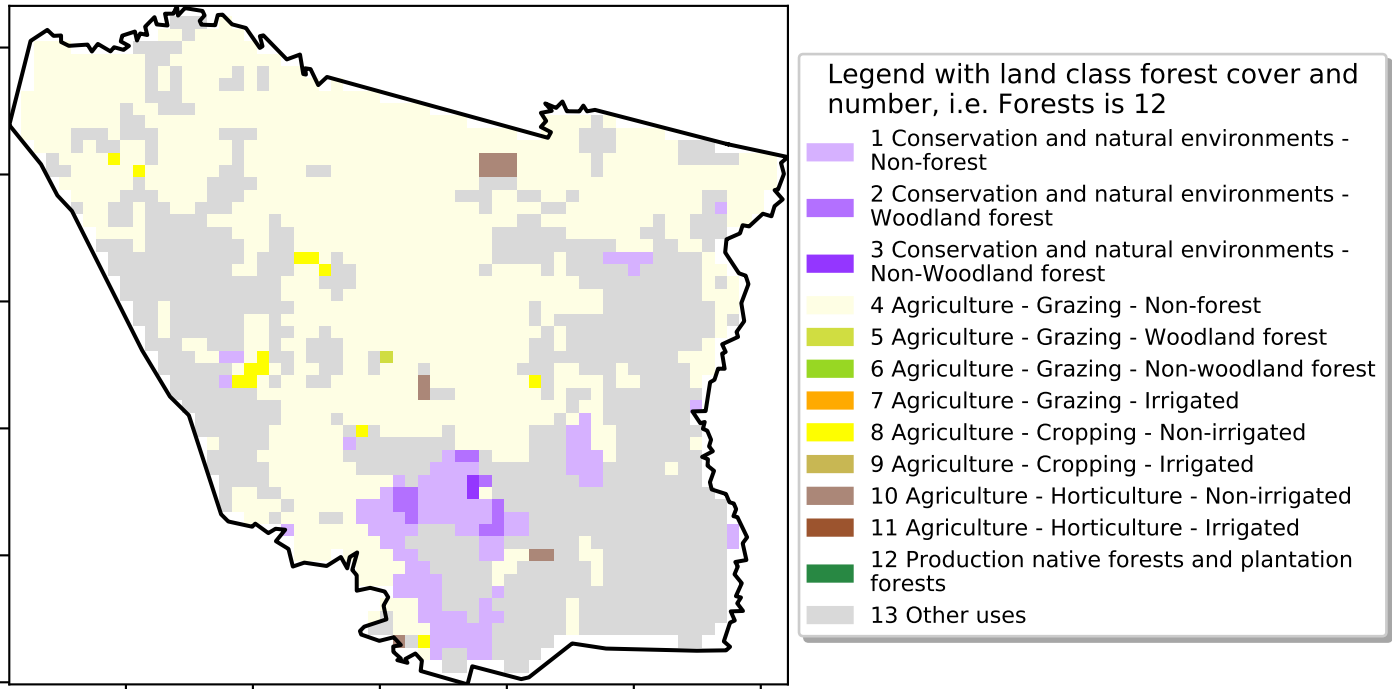 Legend with land class forest cover and
number, i.e. Forests is 12
1 Conservation and natural environments -
Non-forest
2 Conservation and natural environments -
Woodland forest
3 Conservation and natural environments -
Non-Woodland forest
4 Agriculture - Grazing - Non-forest
5 Agriculture - Grazing - Woodland forest
6 Agriculture - Grazing - Non-woodland forest
7 Agriculture - Grazing - Irrigated
8 Agriculture - Cropping - Non-irrigated
9 Agriculture - Cropping - Irrigated
10 Agriculture - Horticulture - Non-irrigated
11 Agriculture - Horticulture - Irrigated
12 Production native forests and plantation
forests
13 Other uses